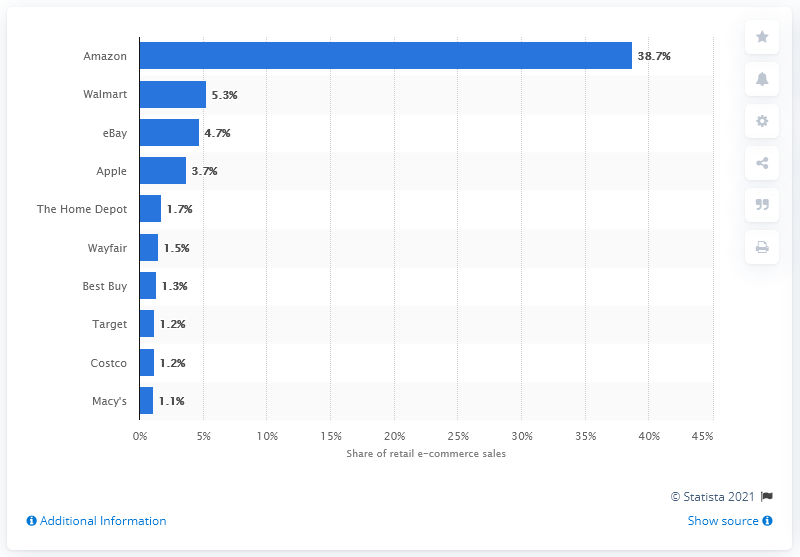 Amazon 38.7%
Walmart 5.3%
eBay 4.7%
Apple 3.7%
The Home Depot 1.7%
Wayfair 1.5%
Best Buy 1.3%
Target 1.2%
Costco 1.2%
Macy's 1.1%
0% 5% 10% 15% 20% 25% 30% 35% 40% 45%
Share of retail e-commerce sales
© Statista 2021
Additional Information Show source